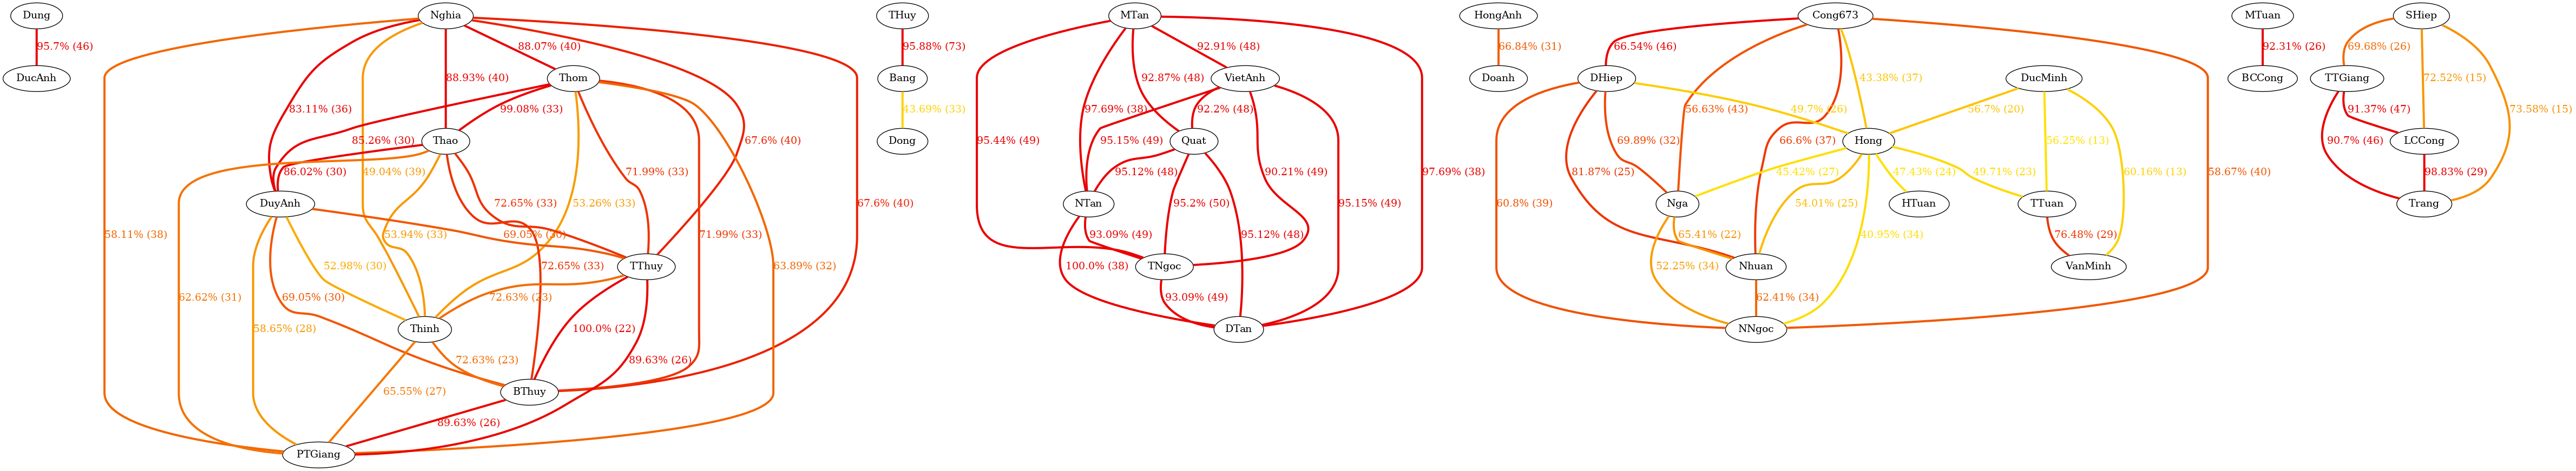 Dung
95.7% (46)
DucAnh
Nghia
88.07% (40)
Thom
83.11% (36)
88.93% (40)
99.08% (33)
85.26% (30)
Thao
67.6% (40)
86.02% (30)
49.04% (39)
71.99% (33)
DuyAnh
72.65% (33)
53.26% (33)
67.6% (40)
58.11% (38)
53.94% (33)
69.05% (30)
71.99% (33)
52.98% (30)
72.65% (33)
TThuy
63.89% (32)
62.62% (31)
69.05% (30)
72.63% (23)
58.65% (28)
Thinh
100.0% (22)
72.63% (23)
89.63% (26)
65.55% (27)
BThuy
89.63% (26)
PTGiang
THuy
95.88% (73)
Bang
43.69% (33)
Dong
MTan
92.91% (48)
92.87% (48)
VietAnh
97.69% (38)
92.2% (48)
95.44% (49)
95.15% (49)
Quat
95.12% (48)
90.21% (49)
97.69% (38)
NTan
95.2% (50)
95.15% (49)
93.09% (49)
95.12% (48)
100.0% (38)
TNgoc
93.09% (49)
DTan
HongAnh
66.84% (31)
Doanh
Cong673
66.54% (46)
DHiep
43.38% (37)
DucMinh
56.63% (43)
49.7% (26)
56.7% (20)
69.89% (32)
66.6% (37)
Hong
56.25% (13)
81.87% (25)
45.42% (27)
47.43% (24)
49.71% (23)
60.16% (13)
58.67% (40)
60.8% (39)
Nga
54.01% (25)
HTuan
TTuan
65.41% (22)
40.95% (34)
76.48% (29)
52.25% (34)
Nhuan
VanMinh
62.41% (34)
NNgoc
MTuan
92.31% (26)
BCCong
SHiep
69.68% (26)
TTGiang
72.52% (15)
91.37% (47)
73.58% (15)
90.7% (46)
LCCong
98.83% (29)
Trang